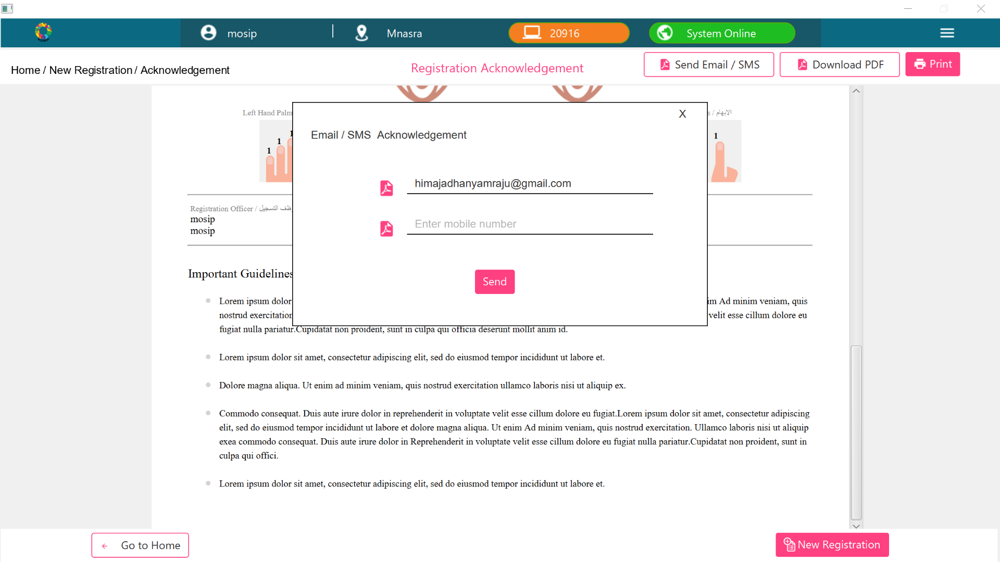 MOSIP
mosip
Mnasra
20916
System Online
Home / New Registration / Acknowledgement
Registration Acknowledgement
Send Email / SMS
Download PDF
Print
Left Hand Palm
s / الابهام
X
Email / SMS Acknowledgement
1
1
1
1
himajadhanyamraju@gmail.com
Enter mobile number
Registration Officer / التسجيل
mosip
mosip
Send
Important Guidelines
Lorem ipsum dolor
im Ad minim veniam, quis
nostrud exercitation
velit esse cillum dolore eu
fugiat nulla pariatur.Cupidatat non proident, sunt in culpa qui officia deserunt mollit anim id.
Lorem ipsum dolor sit amet, consectetur adipiscing elit, sed do eiusmod tempor incididunt ut labore et.
Dolore magna aliqua. Ut enim ad minim veniam, quis nostrud exercitation ullamco laboris nisi ut aliquip ex.
Commodo consequat. Duis aute irure dolor in reprehenderit in voluptate velit esse cillum dolore eu fugiat.Lorem ipsum dolor sit amet, consectetur adipiscing
elit, sed do eiusmod tempor incididunt ut labore et dolore magna aliqua. Ut enim Ad minim veniam, quis nostrud exercitation. Ullamco laboris nisi ut aliquip
exea commodo consequat. Duis aute irure dolor in Reprehenderit in voluptate velit esse cillum dolore eu fugiat nulla pariatur.Cupidatat non proident, sunt in
culpa qui offici.
Lorem ipsum dolor sit amet, consectetur adipiscing elit, sed do eiusmod tempor incididunt ut labore et.
Go to Home
New Registration